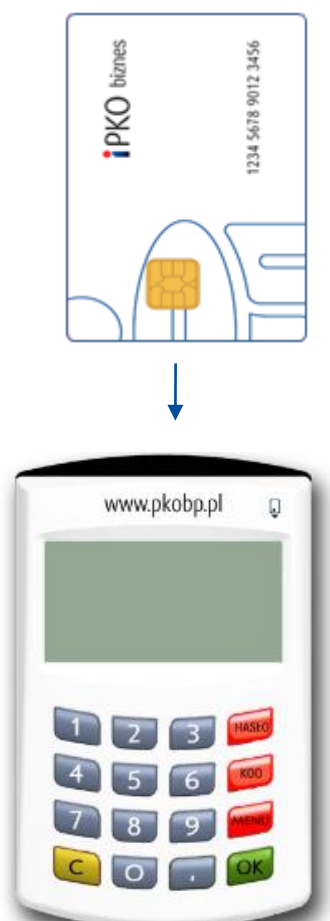 iPKO biznes
1234 5678 9012 3456
www.pkobp.pl
1 2 3 HASŁO
4 5 6 KOD
7 8 9 MENU
C 0 , OK